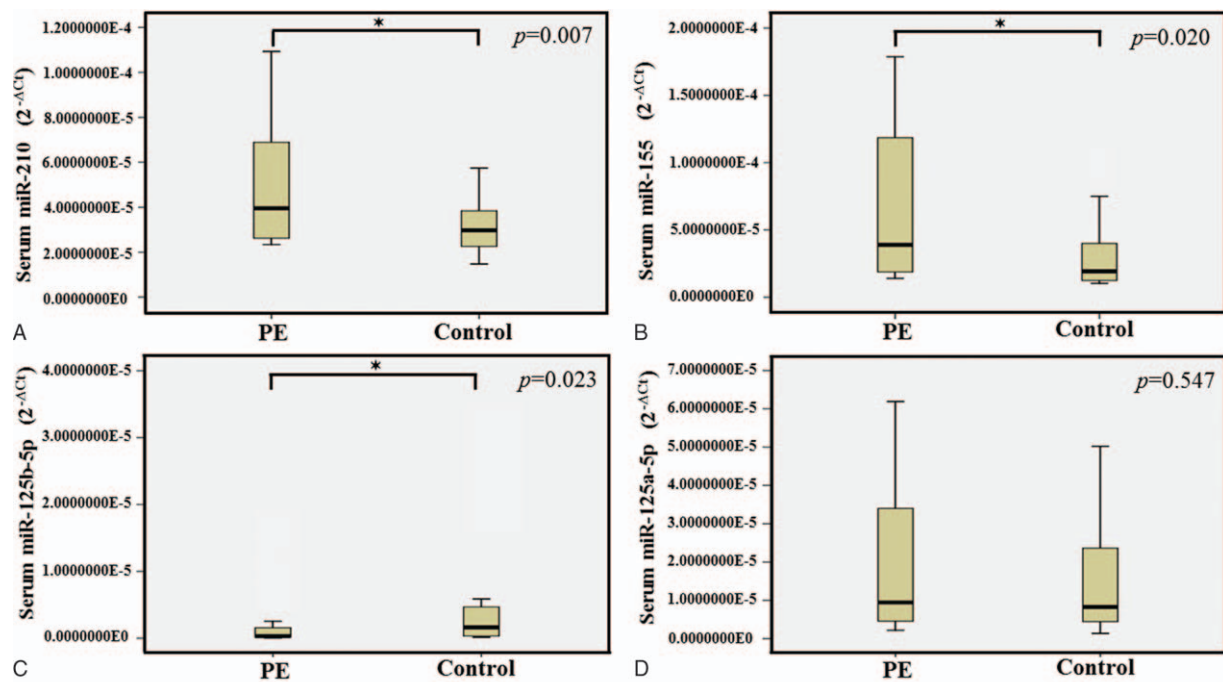 Serum miR-210 (2^-ΔCt)
1.2000000E-4
1.0000000E-4
8.0000000E-5
6.0000000E-5
4.0000000E-5
2.0000000E-5
0.0000000E0
*
p=0.007
PE Control
A
Serum miR-155 (2^-ΔCt)
2.0000000E-4
1.5000000E-4
1.0000000E-4
5.0000000E-5
0.0000000E0
*
p=0.020
PE Control
B
Serum miR-125b-5p (2^-ΔCt)
4.0000000E-5
3.0000000E-5
2.0000000E-5
1.0000000E-5
0.0000000E0
*
p=0.023
PE Control
C
Serum miR-125a-5p (2^-ΔCt)
7.0000000E-5
6.0000000E-5
5.0000000E-5
4.0000000E-5
3.0000000E-5
2.0000000E-5
1.0000000E-5
0.0000000E0
p=0.547
PE Control
D